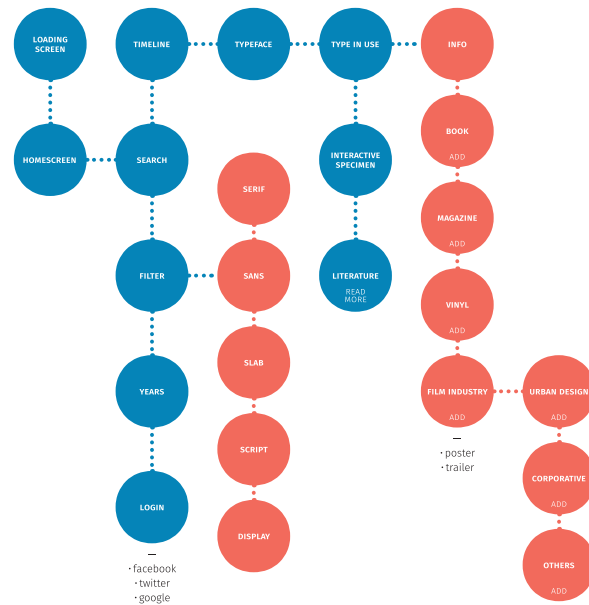 LOADING
SCREEN
TIMELINE
TYPEFACE
TYPE IN USE
INFO
HOMESCREEN
SEARCH
INTERACTIVE
SPECIMEN
BOOK
ADD
SERIF
MAGAZINE
ADD
FILTER
SANS
LITERATURE
READ
MORE
VINYL
ADD
SLAB
YEARS
FILM INDUSTRY
ADD
URBAN DESIGN
ADD
· poster
· trailer
SCRIPT
CORPORATIVE
ADD
LOGIN
DISPLAY
OTHERS
ADD
· facebook
· twitter
· google